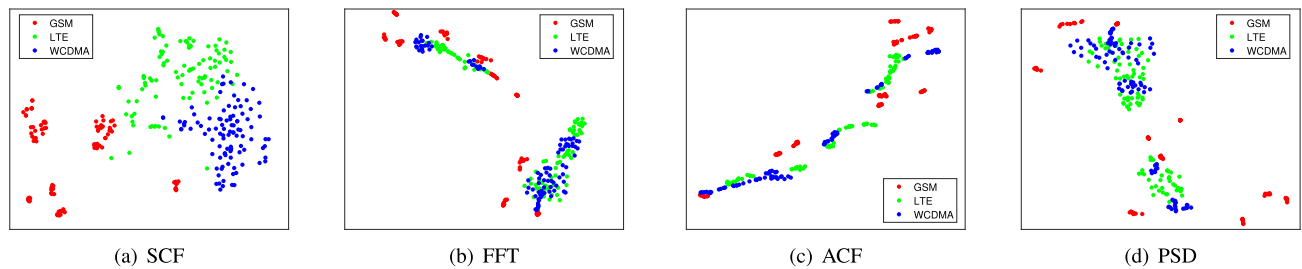 GSM
LTE
WCDMA
GSM
LTE
WCDMA
GSM
LTE
WCDMA
GSM
LTE
WCDMA
(a) SCF
(b) FFT
(c) ACF
(d) PSD